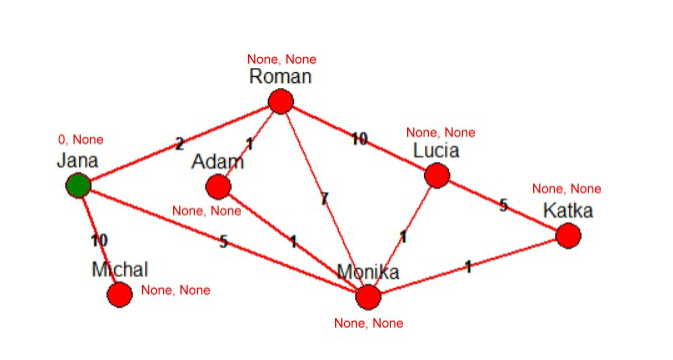 None, None
Roman
0, None
Jana
2
1
10
None, None
Lucia
Adam
None, None
7
5
None, None
Katka
10
5
1
1
1
Michal
None, None
Monika
None, None